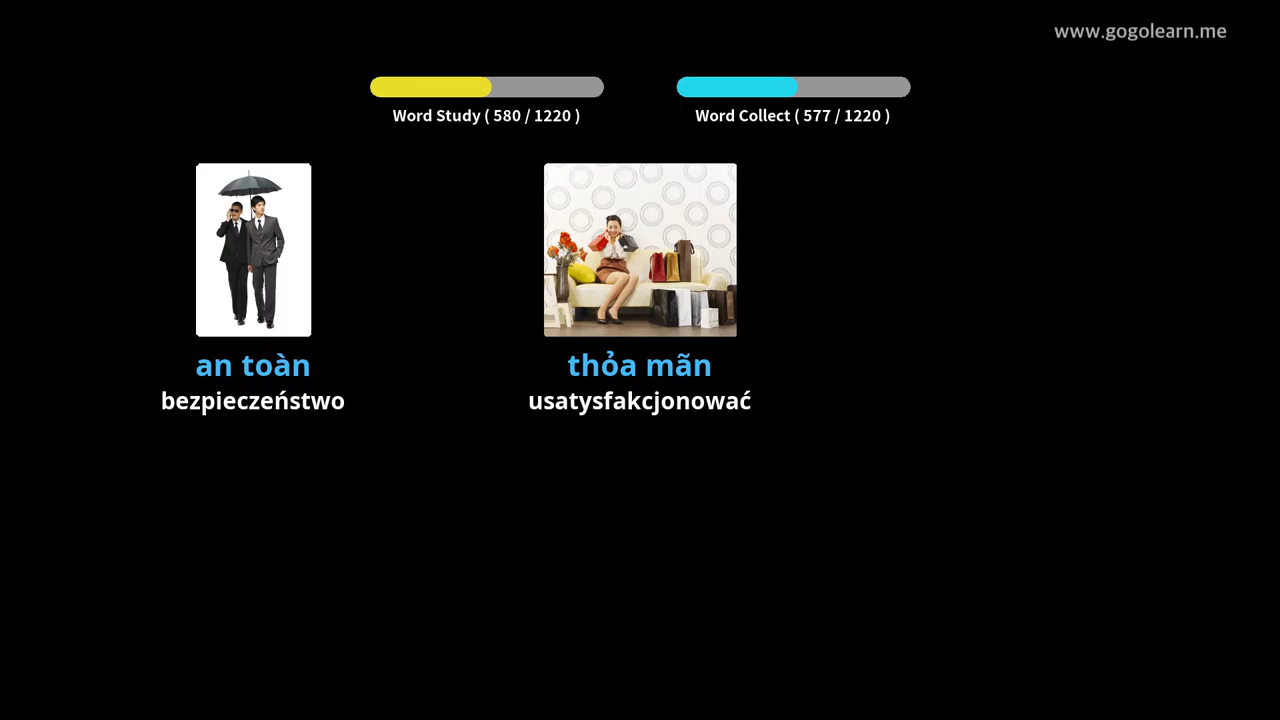 www.gogolearn.me
Word Study ( 580 / 1220 )
Word Collect ( 577 / 1220 )
an toàn
bezpieczeństwo
thỏa mãn
usatysfakcjonować